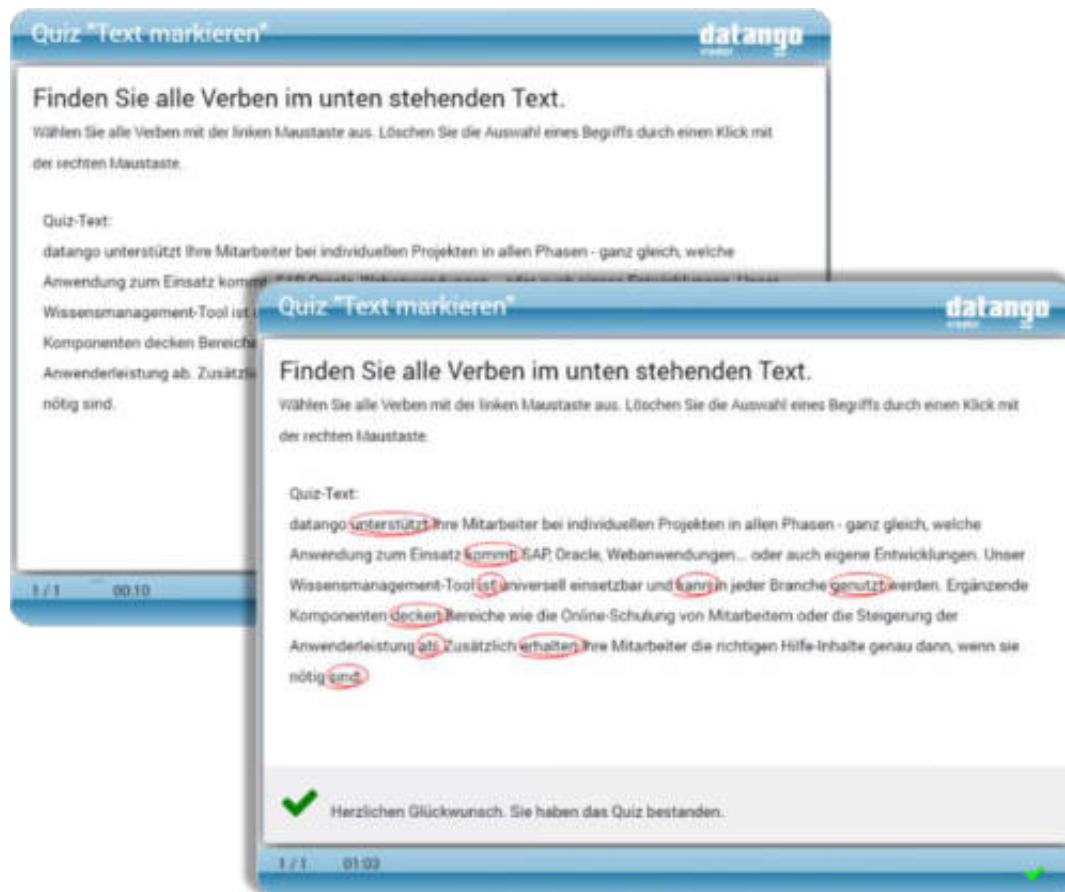 Quiz "Text markieren"
datango
Finden Sie alle Verben im unten stehenden Text.
Wählen Sie alle Verben mit der linken Maustaste aus. Löschen Sie die Auswahl eines Begriffs durch einen Klick mit
der rechten Maustaste.
Quiz-Text:
datango unterstützt Ihre Mitarbeiter bei individuellen Projekten in allen Phasen - ganz gleich, welche
Anwendung zum Einsatz kommt
Wissensmanagement-Tool ist
Komponenten decken Bereiche
Anwenderleistung ab. Zusätzlich
nötig sind.
1 / 1 00:10
Quiz "Text markieren"
datango
Finden Sie alle Verben im unten stehenden Text.
Wählen Sie alle Verben mit der linken Maustaste aus. Löschen Sie die Auswahl eines Begriffs durch einen Klick mit
der rechten Maustaste.
Quiz-Text:
datango unterstützt Ihre Mitarbeiter bei individuellen Projekten in allen Phasen - ganz gleich, welche
Anwendung zum Einsatz kommt: SAP, Oracle, Webanwendungen... oder auch eigene Entwicklungen. Unser
Wissensmanagement-Tool ist universell einsetzbar und kann in jeder Branche genutzt werden. Ergänzende
Komponenten decken Bereiche wie die Online-Schulung von Mitarbeitern oder die Steigerung der
Anwenderleistung ab. Zusätzlich erhalten Ihre Mitarbeiter die richtigen Hilfe-Inhalte genau dann, wenn sie
nötig sind.
Herzlichen Glückwunsch. Sie haben das Quiz bestanden.
1 / 1 01:03